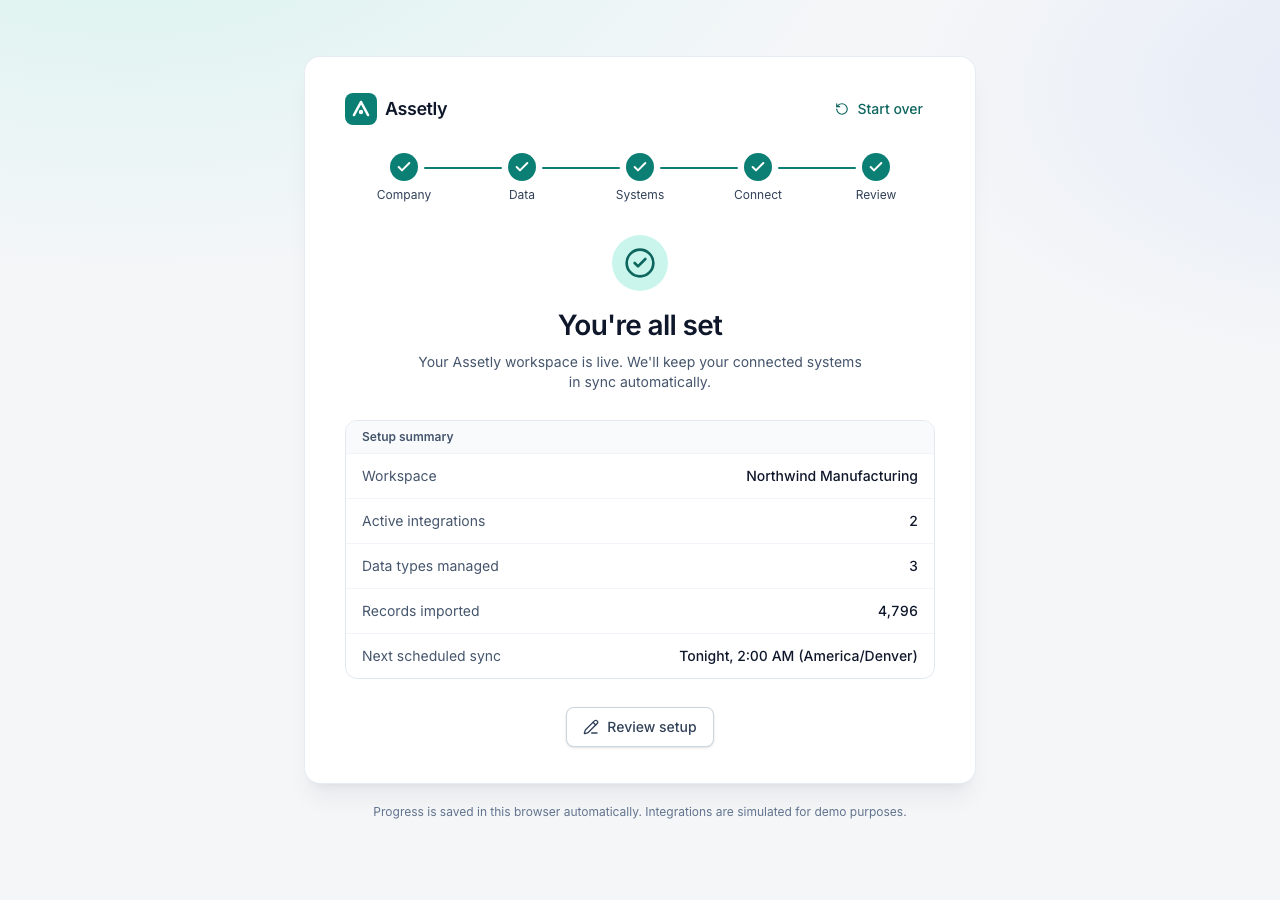 Assetly
Start over
Company
Data
Systems
Connect
Review
You're all set
Your Assetly workspace is live. We'll keep your connected systems
in sync automatically.
Setup summary
Workspace
Northwind Manufacturing
Active integrations
2
Data types managed
3
Records imported
4,796
Next scheduled sync
Tonight, 2:00 AM (America/Denver)
Review setup
Progress is saved in this browser automatically. Integrations are simulated for demo purposes.